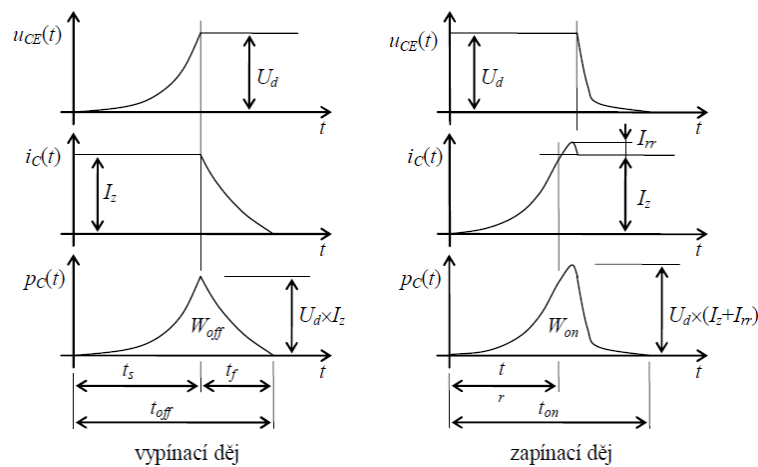 u_CE(t)
U_d
t
i_C(t)
I_z
t
p_C(t)
W_off
U_d×I_z
t
t_s
t_f
t_off
vypínací děj
u_CE(t)
U_d
t
i_C(t)
I_rr
I_z
t
p_C(t)
W_on
U_d×(I_z+I_rr)
t
t
r
t_on
zapínací děj